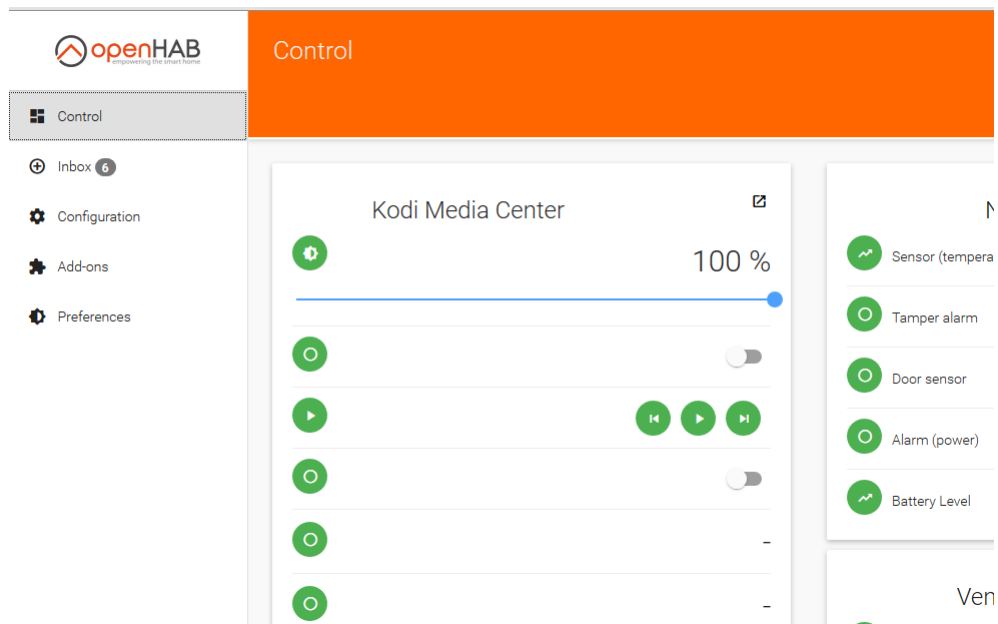 openHAB
empowering the smart home
Control
Inbox 6
Configuration
Add-ons
Preferences
Control
Kodi Media Center
100 %
-
-
N
Sensor (tempera
Tamper alarm
Door sensor
Alarm (power)
Battery Level
Ven